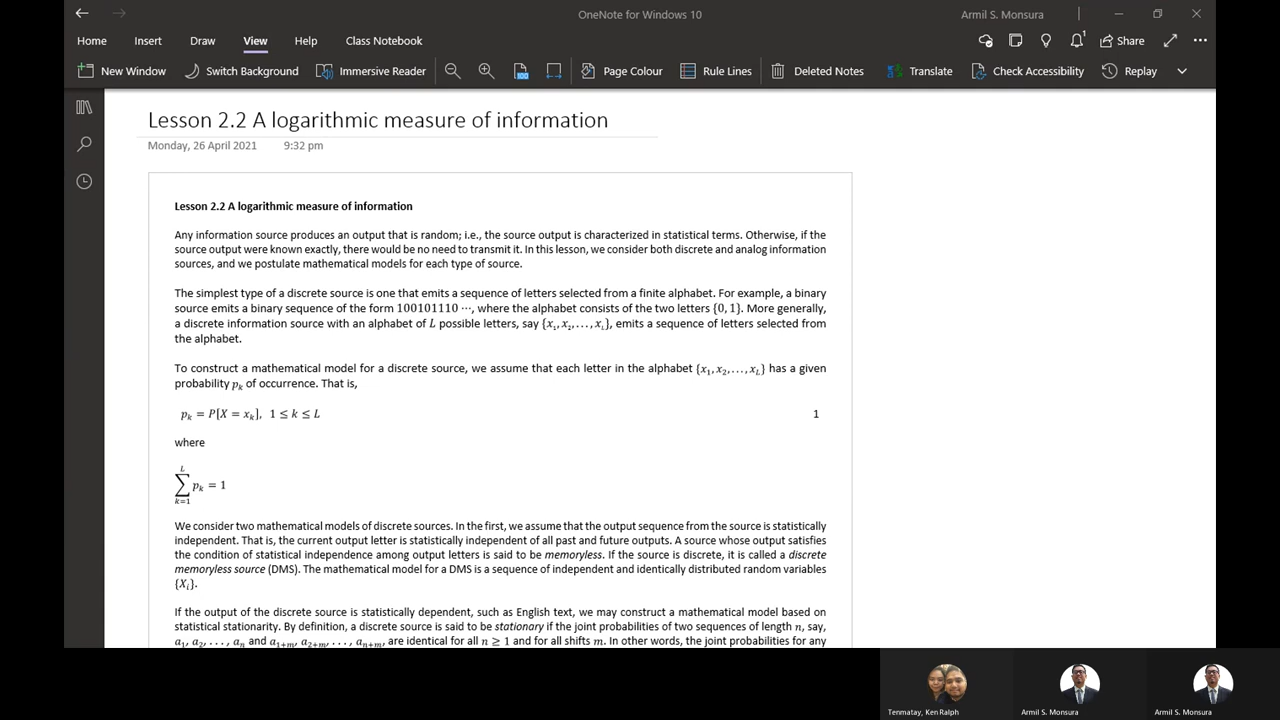 OneNote for Windows 10
Armil S. Monsura
Home Insert Draw View Help Class Notebook
1 Share
New Window Switch Background Immersive Reader 100 Page Colour Rule Lines Deleted Notes Translate Check Accessibility Replay
Lesson 2.2 A logarithmic measure of information
Monday, 26 April 2021 9:32 pm
Lesson 2.2 A logarithmic measure of information
Any information source produces an output that is random; i.e., the source output is characterized in statistical terms. Otherwise, if the
source output were known exactly, there would be no need to transmit it. In this lesson, we consider both discrete and analog information
sources, and we postulate mathematical models for each type of source.
The simplest type of a discrete source is one that emits a sequence of letters selected from a finite alphabet. For example, a binary
source emits a binary sequence of the form 100101110 ⋯, where the alphabet consists of the two letters {0, 1}. More generally,
a discrete information source with an alphabet of L possible letters, say {x₁, x₂, . . . , x_L}, emits a sequence of letters selected from
the alphabet.
To construct a mathematical model for a discrete source, we assume that each letter in the alphabet {x₁, x₂, . . . , x_L} has a given
probability p_k of occurrence. That is,
p_k = P[X = x_k], 1 ≤ k ≤ L 1
where
∑_{k=1}^{L} p_k = 1
We consider two mathematical models of discrete sources. In the first, we assume that the output sequence from the source is statistically
independent. That is, the current output letter is statistically independent of all past and future outputs. A source whose output satisfies
the condition of statistical independence among output letters is said to be memoryless. If the source is discrete, it is called a discrete
memoryless source (DMS). The mathematical model for a DMS is a sequence of independent and identically distributed random variables
{X_i}.
If the output of the discrete source is statistically dependent, such as English text, we may construct a mathematical model based on
statistical stationarity. By definition, a discrete source is said to be stationary if the joint probabilities of two sequences of length n, say,
a₁, a₂, . . . , a_n and a_{1+m}, a_{2+m}, . . . , a_{n+m}, are identical for all n ≥ 1 and for all shifts m. In other words, the joint probabilities for any
Tenmatay, Ken Ralph Armil S. Monsura Armil S. Monsura